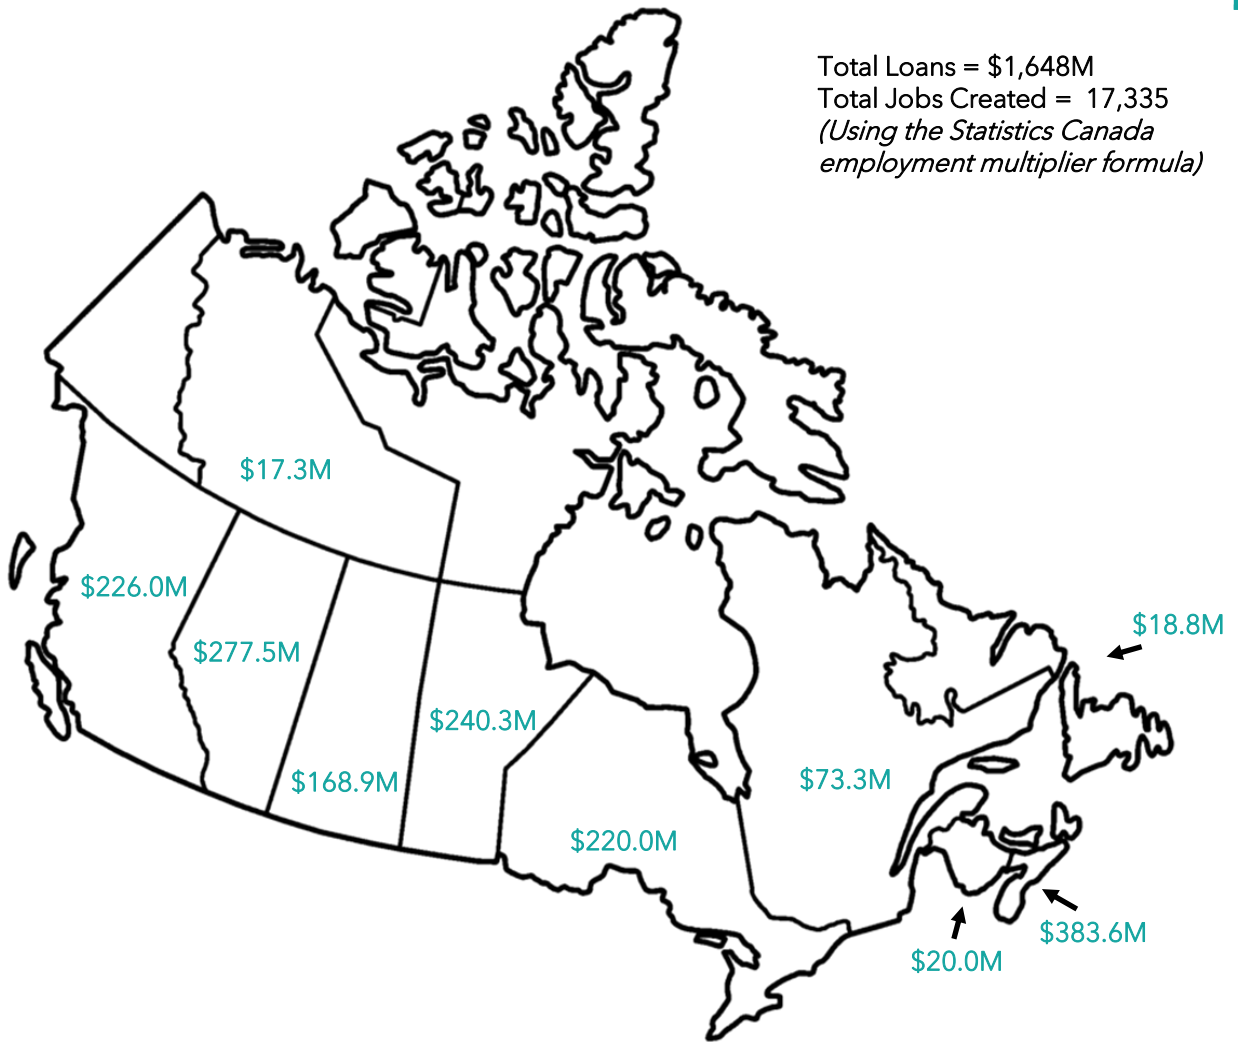 Total Loans = $1,648M
Total Jobs Created =  17,335
(Using the Statistics Canada
employment multiplier formula)
$17.3M
$226.0M
$18.8M
$277.5M
$240.3M
$168.9M
$73.3M
$220.0M
$383.6M
$20.0M